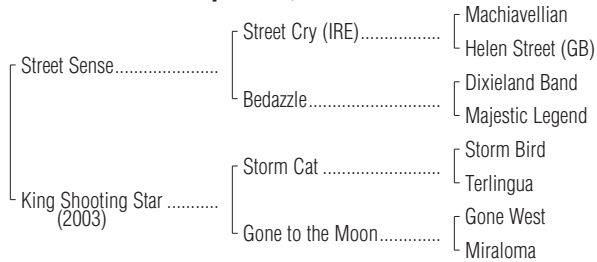 Machiavellian
Street Cry (IRE)..................
Helen Street (GB)
Street Sense.......................
Dixieland Band
Bedazzle.............................
Majestic Legend
Storm Bird
Storm Cat ..........................
Terlingua
King Shooting Star ...........
(2003)
Gone West
Gone to the Moon.............
Miraloma